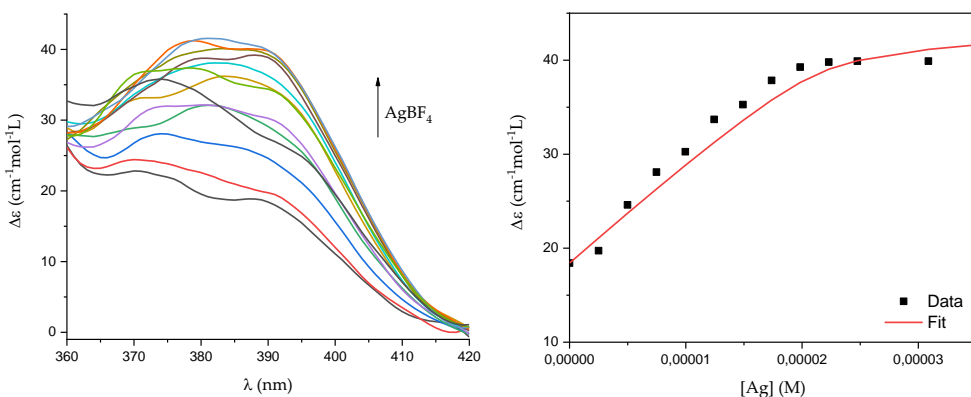 40
30
20
10
0
360
370
380
390
400
410
420
Δε (cm⁻¹mol⁻¹L)
λ (nm)
AgBF₄
40
30
20
10
0,00000
0,00001
0,00002
0,00003
Δε (cm⁻¹mol⁻¹L)
[Ag] (M)
Data
Fit